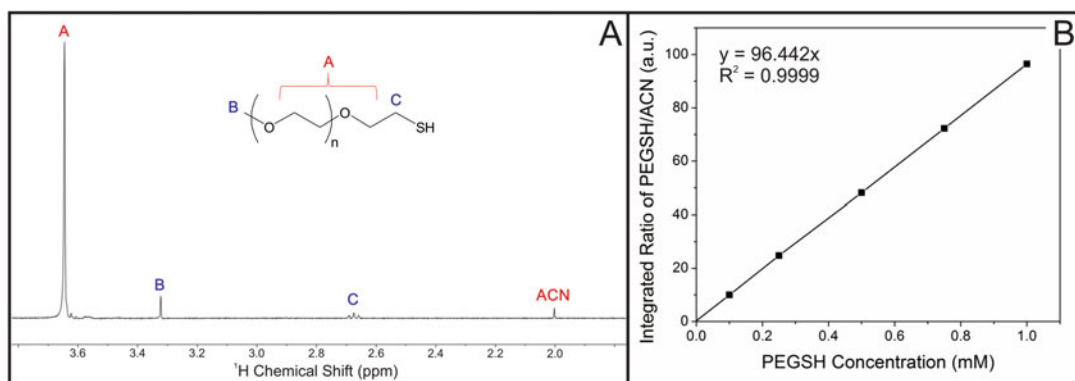 A
A
A
B
C
O
O
SH
n
B
C
ACN
3.6 3.4 3.2 3.0 2.8 2.6 2.4 2.2 2.0
¹H Chemical Shift (ppm)
B
y = 96.442x
R² = 0.9999
Integrated Ratio of PEGSH/ACN (a.u.)
100
80
60
40
20
0
0.0 0.2 0.4 0.6 0.8 1.0
PEGSH Concentration (mM)